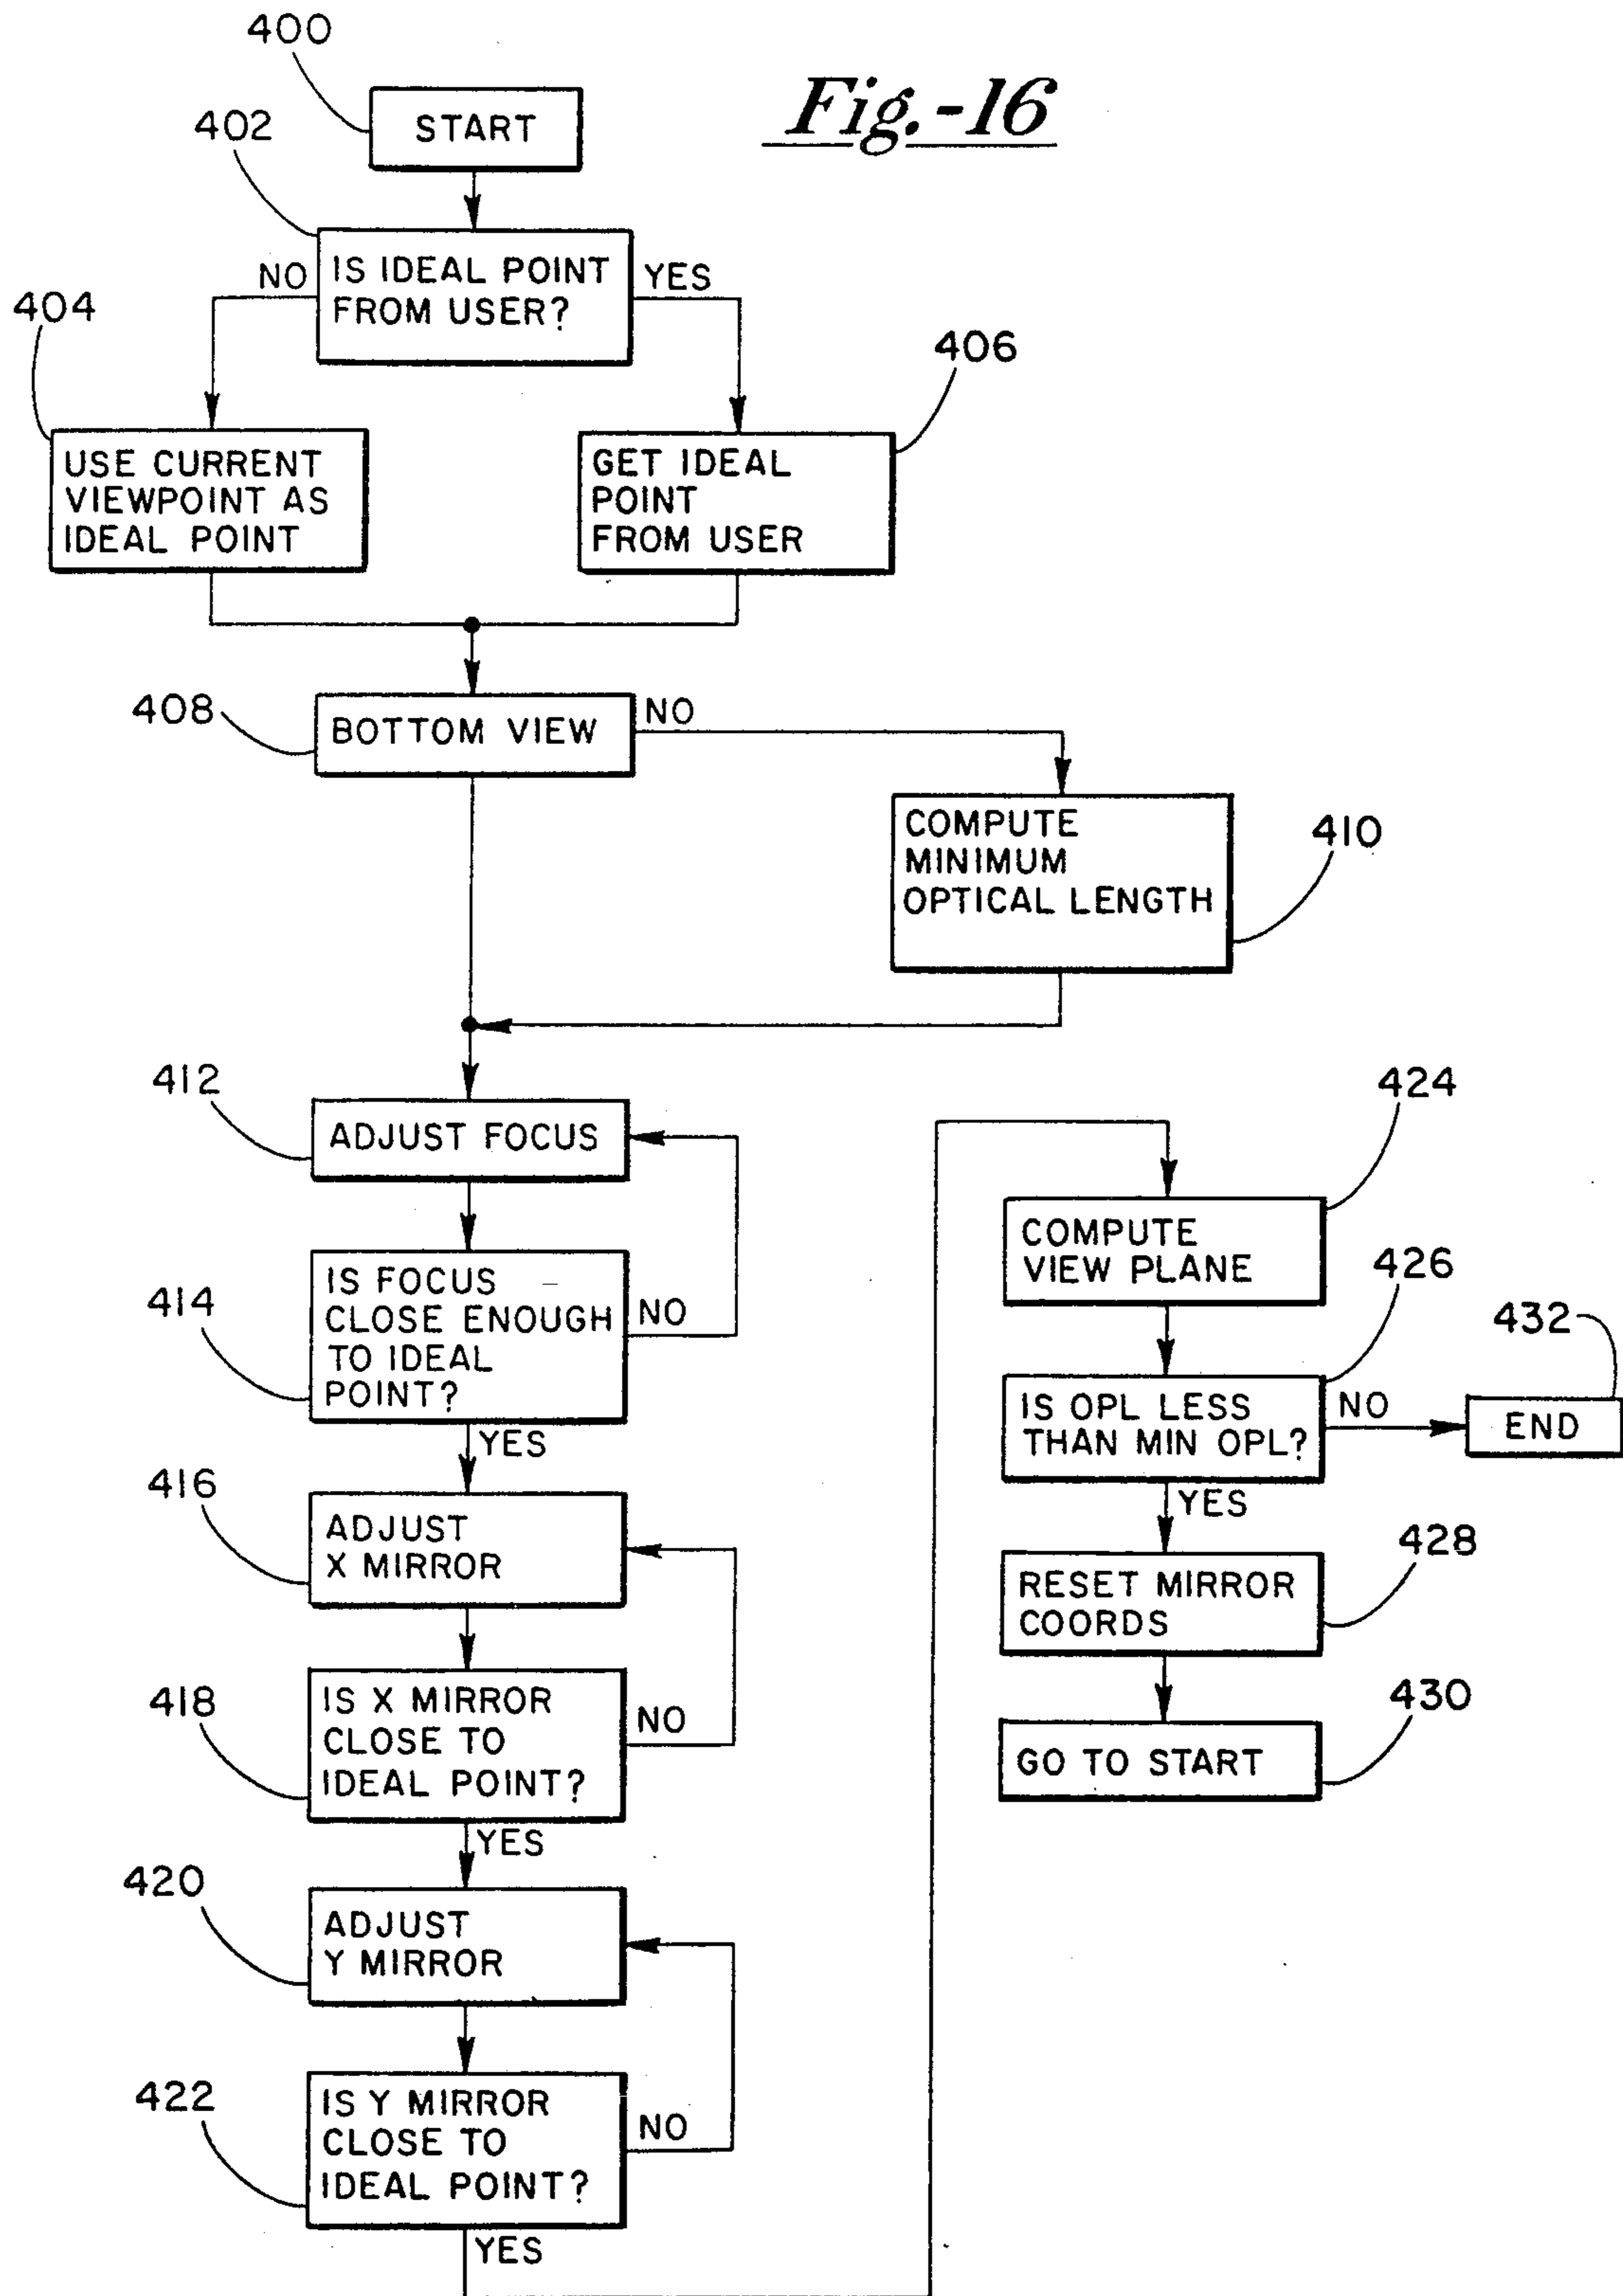 400
Fig.-16
START
402
NO
IS IDEAL POINT
FROM USER?
YES
404
406
USE CURRENT
VIEWPOINT AS
IDEAL POINT
GET IDEAL
POINT
FROM USER
408
BOTTOM VIEW
NO
COMPUTE
MINIMUM
OPTICAL LENGTH
410
412
ADJUST FOCUS
414
IS FOCUS
CLOSE ENOUGH
TO IDEAL
POINT?
NO
YES
416
ADJUST
X MIRROR
418
IS X MIRROR
CLOSE TO
IDEAL POINT?
NO
YES
420
ADJUST
Y MIRROR
422
IS Y MIRROR
CLOSE TO
IDEAL POINT?
NO
YES
424
COMPUTE
VIEW PLANE
426
IS OPL LESS
THAN MIN OPL?
NO
432
END
YES
428
RESET MIRROR
COORDS
430
GO TO START